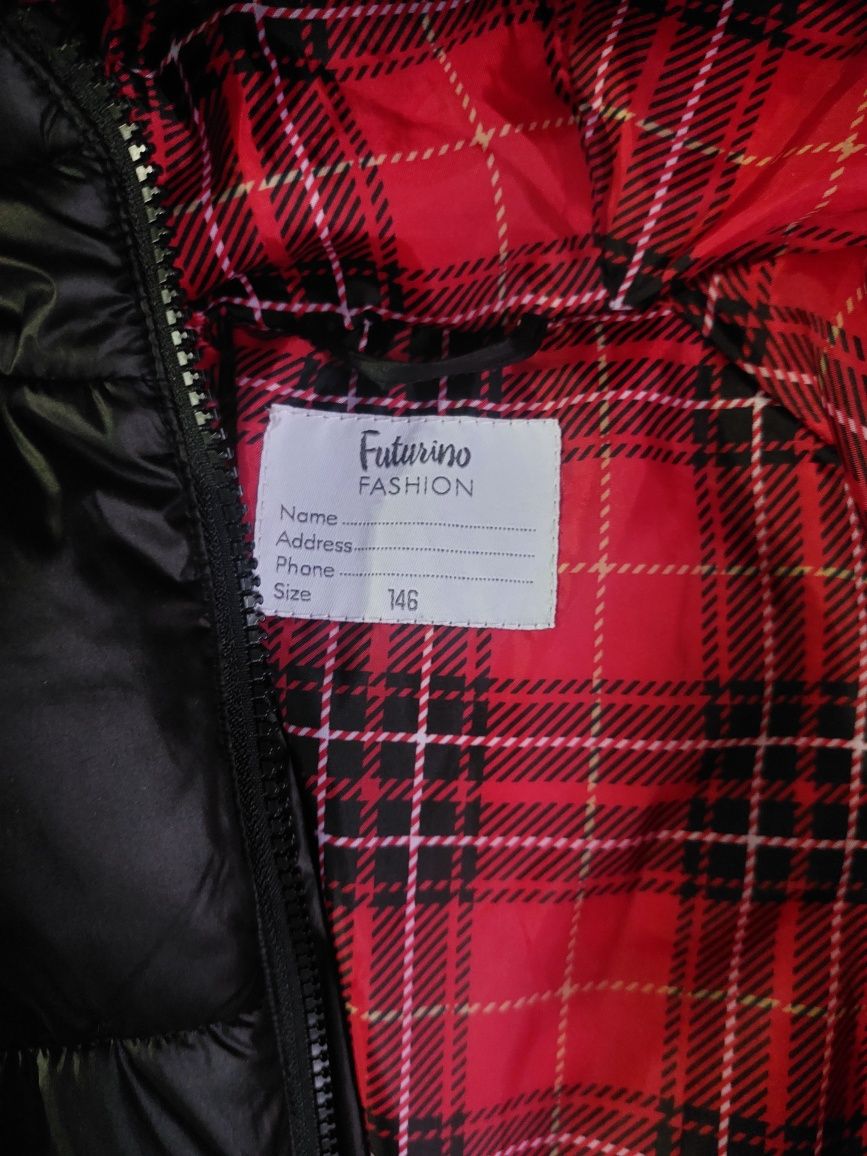 Futurino
FASHION
Name
Address
Phone
Size 146